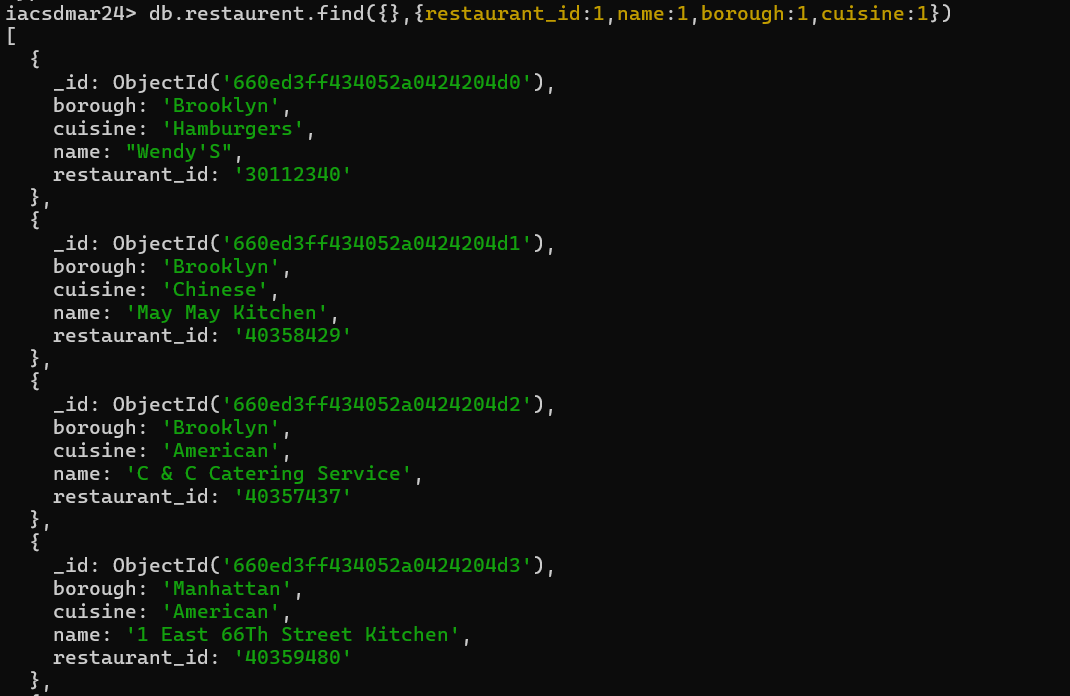 iacsdmar24> db.restaurent.find({},{restaurant_id:1,name:1,borough:1,cuisine:1})
[
  {
    _id: ObjectId('660ed3ff434052a0424204d0'),
    borough: 'Brooklyn',
    cuisine: 'Hamburgers',
    name: "Wendy'S",
    restaurant_id: '30112340'
  },
  {
    _id: ObjectId('660ed3ff434052a0424204d1'),
    borough: 'Brooklyn',
    cuisine: 'Chinese',
    name: 'May May Kitchen',
    restaurant_id: '40358429'
  },
  {
    _id: ObjectId('660ed3ff434052a0424204d2'),
    borough: 'Brooklyn',
    cuisine: 'American',
    name: 'C & C Catering Service',
    restaurant_id: '40357437'
  },
  {
    _id: ObjectId('660ed3ff434052a0424204d3'),
    borough: 'Manhattan',
    cuisine: 'American',
    name: '1 East 66Th Street Kitchen',
    restaurant_id: '40359480'
  },